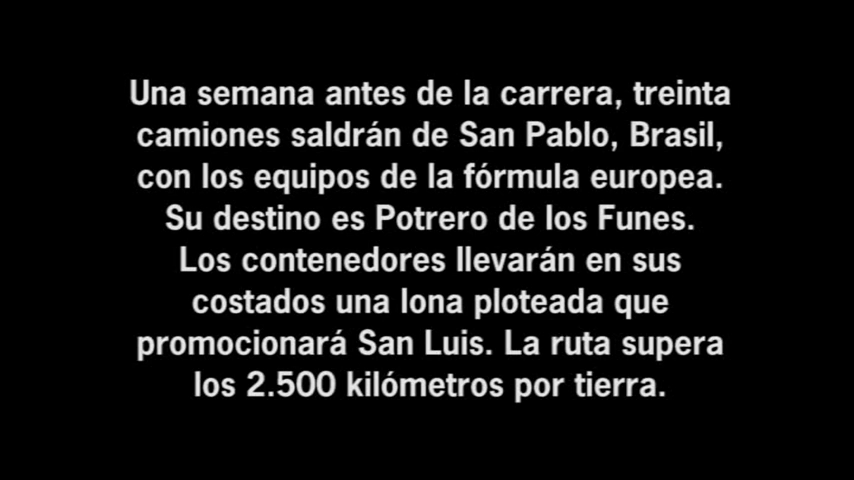 Una semana antes de la carrera, treinta
camiones saldrán de San Pablo, Brasil,
con los equipos de la fórmula europea.
Su destino es Potrero de los Funes.
Los contenedores llevarán en sus
costados una lona ploteada que
promocionará San Luis. La ruta supera
los 2.500 kilómetros por tierra.